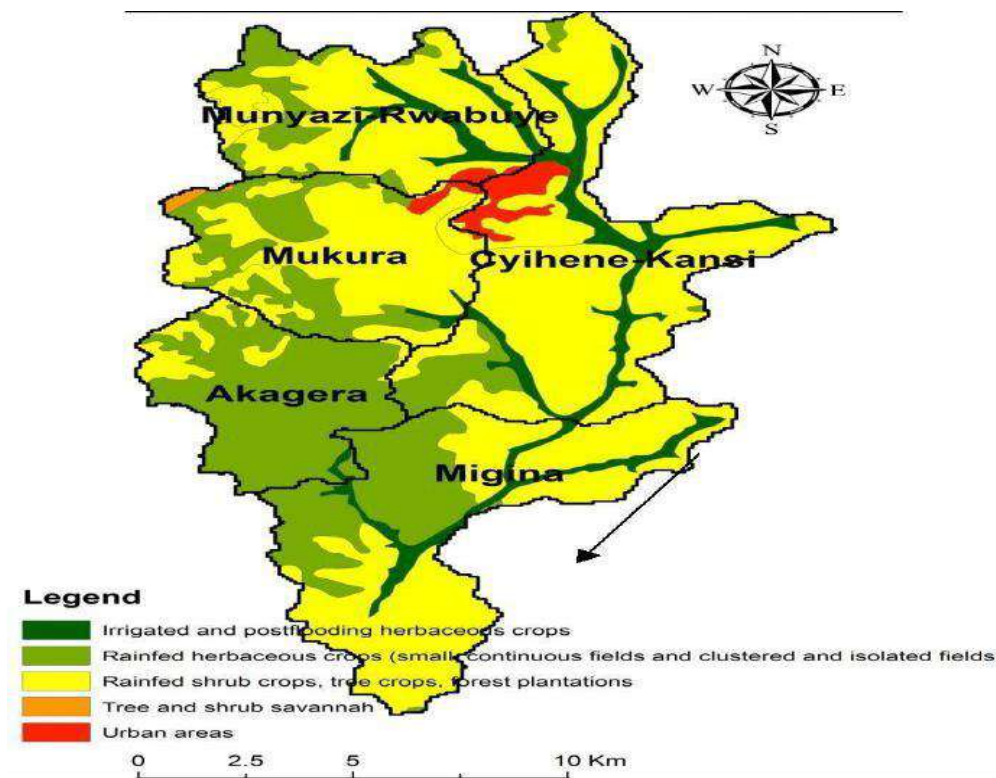 N
W E
S
Munyazi-Rwabuye
Mukura
Cyihene-Kansi
Akagera
Migina
Legend
Irrigated and postflooding herbaceous crops
Rainfed herbaceous crops (small continuous fields and clustered and isolated fields
Rainfed shrub crops, tree crops, forest plantations
Tree and shrub savannah
Urban areas
0 2.5 5 10 Km